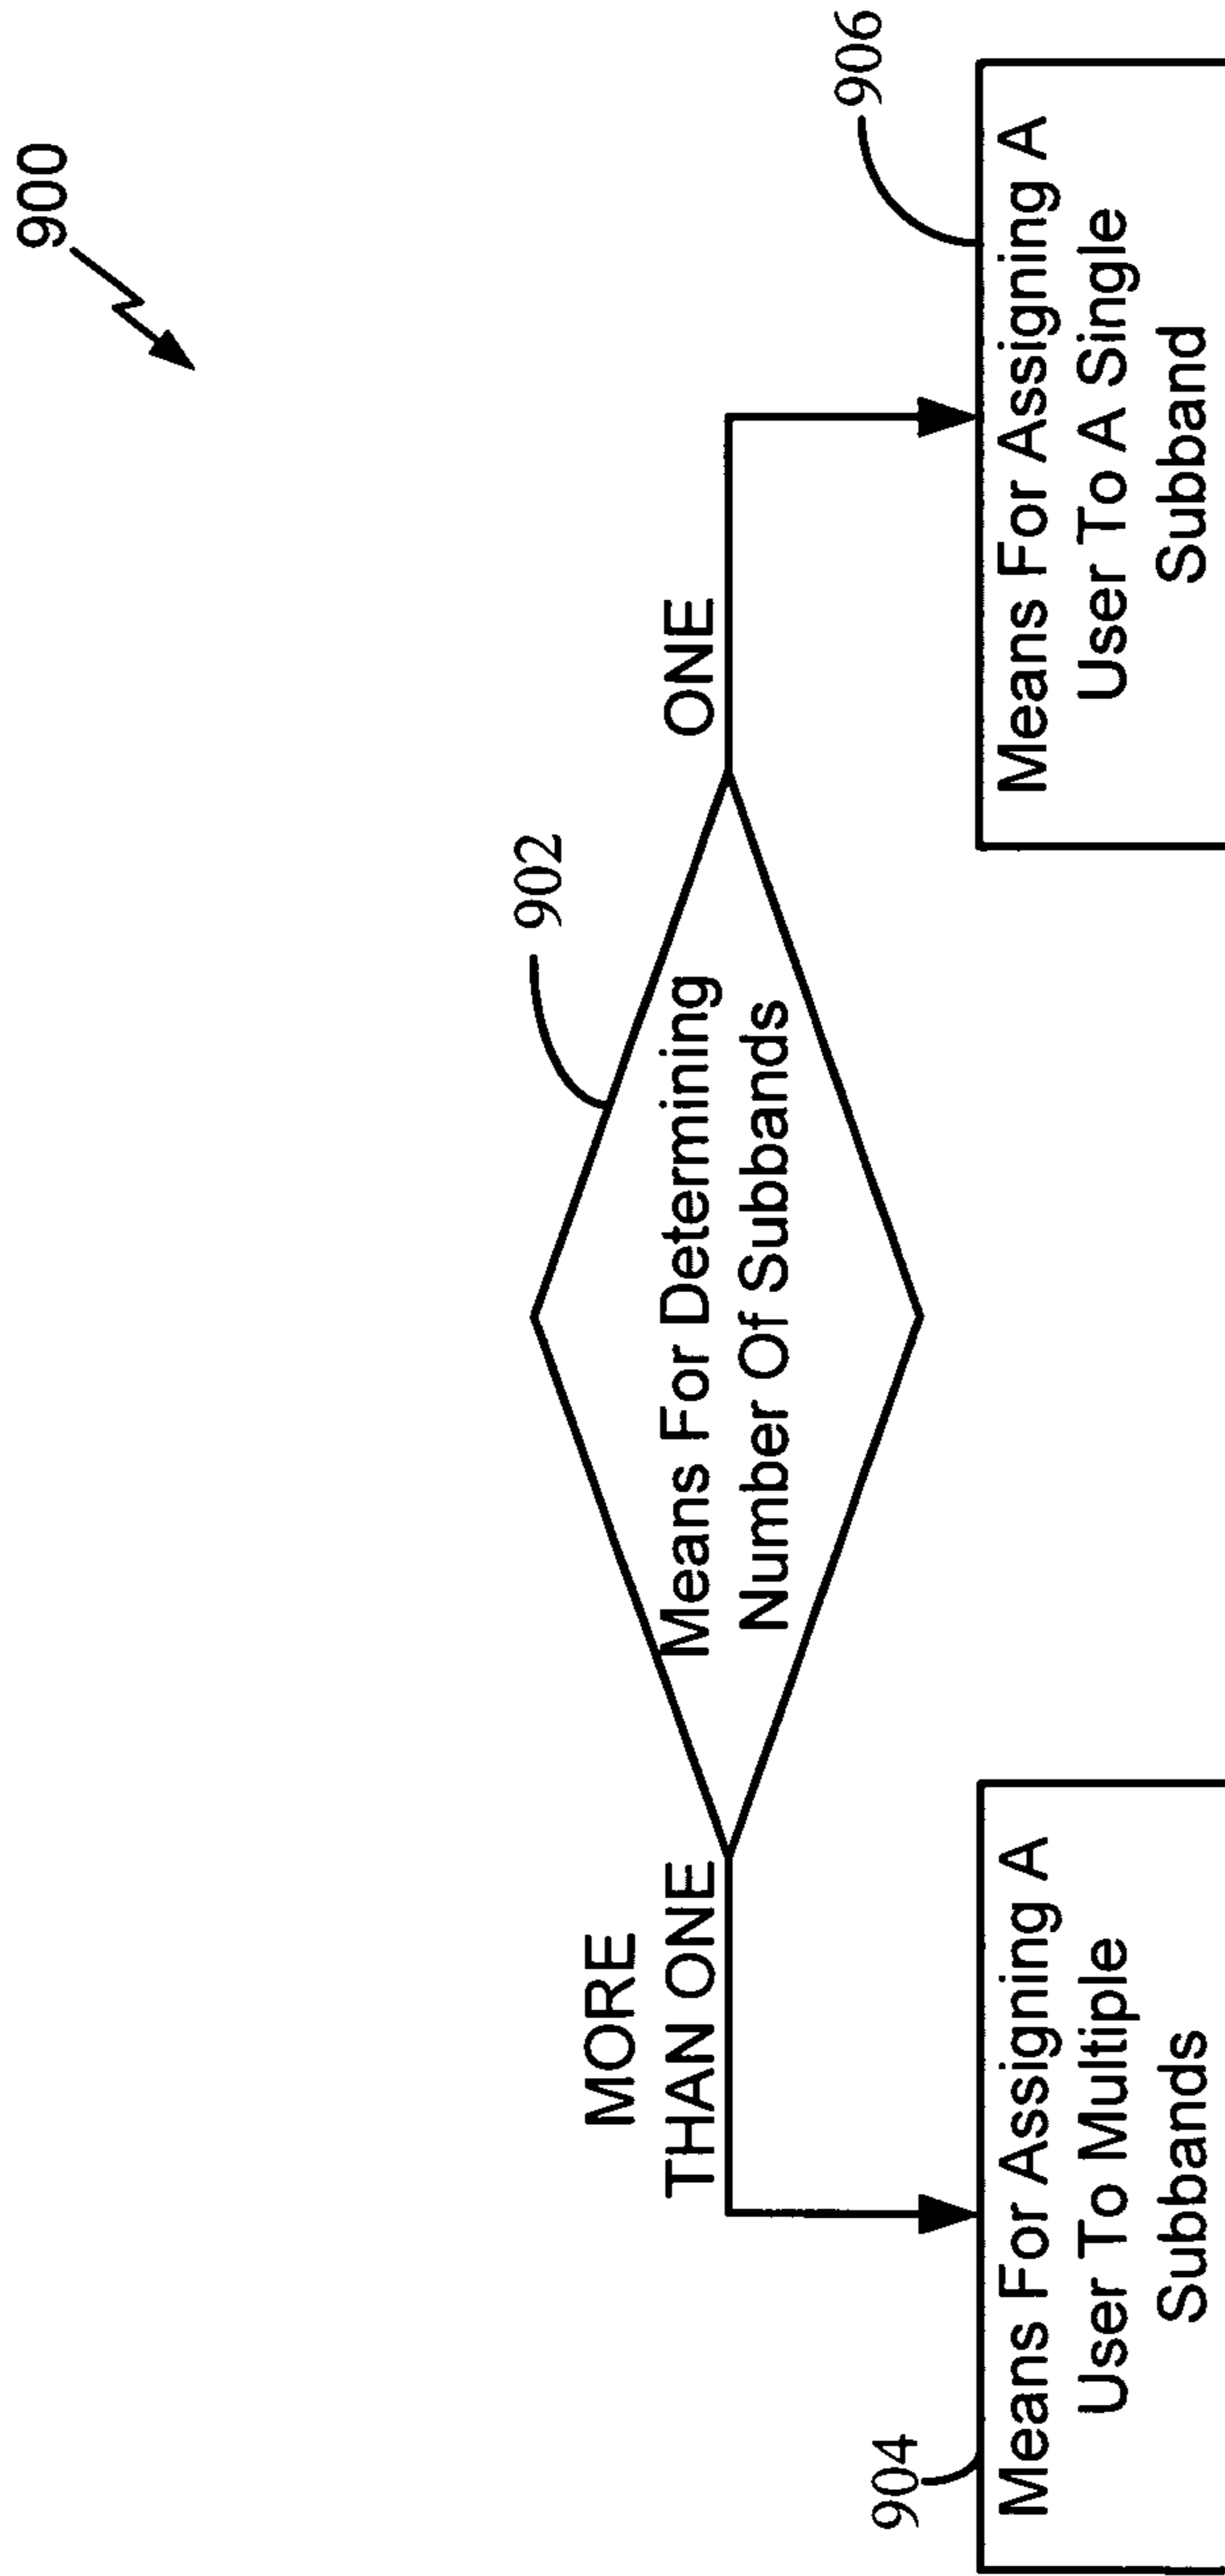 900
902
Means For Determining
Number Of Subbands
MORE
THAN ONE
ONE
904
Means For Assigning A
User To Multiple
Subbands
906
Means For Assigning A
User To A Single
Subband